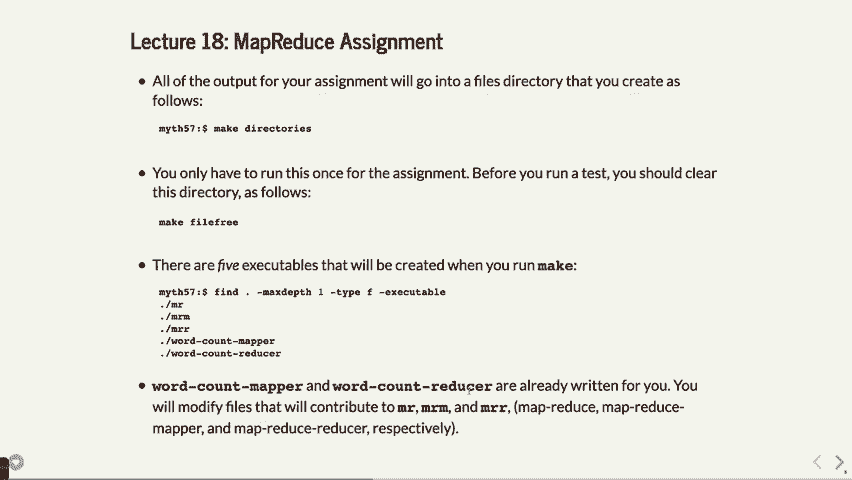 Lecture 18: MapReduce Assignment
• All of the output for your assignment will go into a files directory that you create as
follows:
myth57:$ make directories
• You only have to run this once for the assignment. Before you run a test, you should clear
this directory, as follows:
make filefree
• There are five executables that will be created when you run make:
myth57:$ find . -maxdepth 1 -type f -executable
./mr
./mrm
./mrr
./word-count-mapper
./word-count-reducer
• word-count-mapper and word-count-reducer are already written for you. You
will modify files that will contribute to mr, mrm, and mrr, (map-reduce, map-reduce-
mapper, and map-reduce-reducer, respectively).